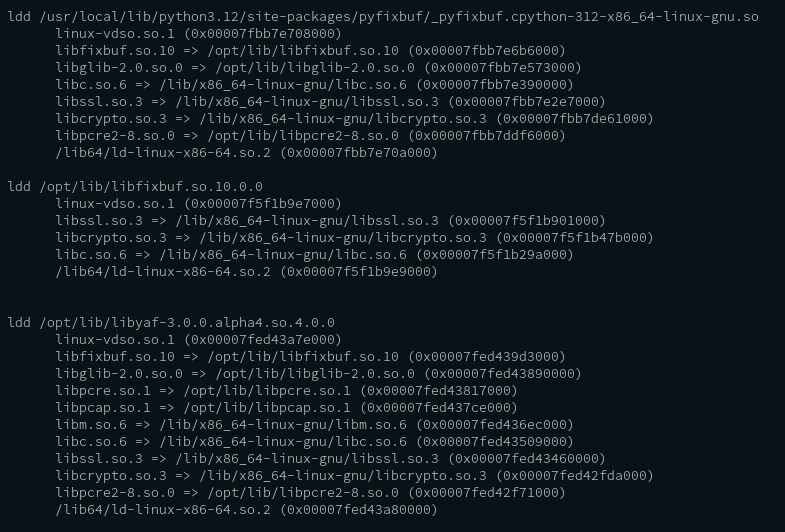 ldd /usr/local/lib/python3.12/site-packages/pyfixbuf/_pyfixbuf.cpython-312-x86_64-linux-gnu.so
linux-vdso.so.1 (0x00007fbb7e708000)
libfixbuf.so.10 => /opt/lib/libfixbuf.so.10 (0x00007fbb7e6b6000)
libglib-2.0.so.0 => /opt/lib/libglib-2.0.so.0 (0x00007fbb7e573000)
libc.so.6 => /lib/x86_64-linux-gnu/libc.so.6 (0x00007fbb7e390000)
libssl.so.3 => /lib/x86_64-linux-gnu/libssl.so.3 (0x00007fbb7e2e7000)
libcrypto.so.3 => /lib/x86_64-linux-gnu/libcrypto.so.3 (0x00007fbb7de61000)
libpcre2-8.so.0 => /opt/lib/libpcre2-8.so.0 (0x00007fbb7ddf6000)
/lib64/ld-linux-x86-64.so.2 (0x00007fbb7e70a000)
ldd /opt/lib/libfixbuf.so.10.0.0
linux-vdso.so.1 (0x00007f5f1b9e7000)
libssl.so.3 => /lib/x86_64-linux-gnu/libssl.so.3 (0x00007f5f1b901000)
libcrypto.so.3 => /lib/x86_64-linux-gnu/libcrypto.so.3 (0x00007f5f1b47b000)
libc.so.6 => /lib/x86_64-linux-gnu/libc.so.6 (0x00007f5f1b29a000)
/lib64/ld-linux-x86-64.so.2 (0x00007f5f1b9e9000)
ldd /opt/lib/libyaf-3.0.0.alpha4.so.4.0.0
linux-vdso.so.1 (0x00007fed43a7e000)
libfixbuf.so.10 => /opt/lib/libfixbuf.so.10 (0x00007fed439d3000)
libglib-2.0.so.0 => /opt/lib/libglib-2.0.so.0 (0x00007fed43890000)
libpcre.so.1 => /opt/lib/libpcre.so.1 (0x00007fed43817000)
libpcap.so.1 => /opt/lib/libpcap.so.1 (0x00007fed437ce000)
libm.so.6 => /lib/x86_64-linux-gnu/libm.so.6 (0x00007fed436ec000)
libc.so.6 => /lib/x86_64-linux-gnu/libc.so.6 (0x00007fed43509000)
libssl.so.3 => /lib/x86_64-linux-gnu/libssl.so.3 (0x00007fed43460000)
libcrypto.so.3 => /lib/x86_64-linux-gnu/libcrypto.so.3 (0x00007fed42fda000)
libpcre2-8.so.0 => /opt/lib/libpcre2-8.so.0 (0x00007fed42f71000)
/lib64/ld-linux-x86-64.so.2 (0x00007fed43a80000)